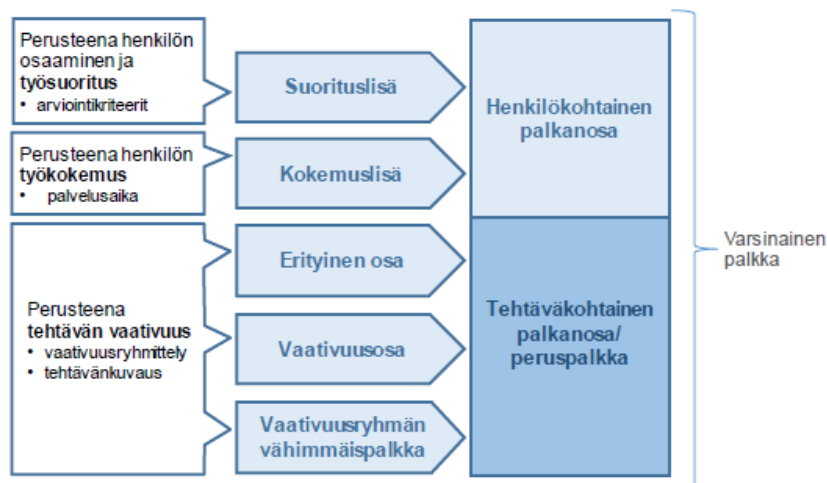 Perusteena henkilön
osaaminen ja
työsuoritus
• arviointikriteerit
Suorituslisä
Henkilökohtainen
palkanosa
Perusteena henkilön
työkokemus
• palvelusaika
Kokemuslisä
Erityinen osa
Varsinainen
palkka
Perusteena
tehtävän vaativuus
• vaativuusryhmittely
• tehtävänkuvaus
Vaativuusosa
Tehtäväkohtainen
palkanosa/
peruspalkka
Vaativuusryhmän
vähimmäispalkka